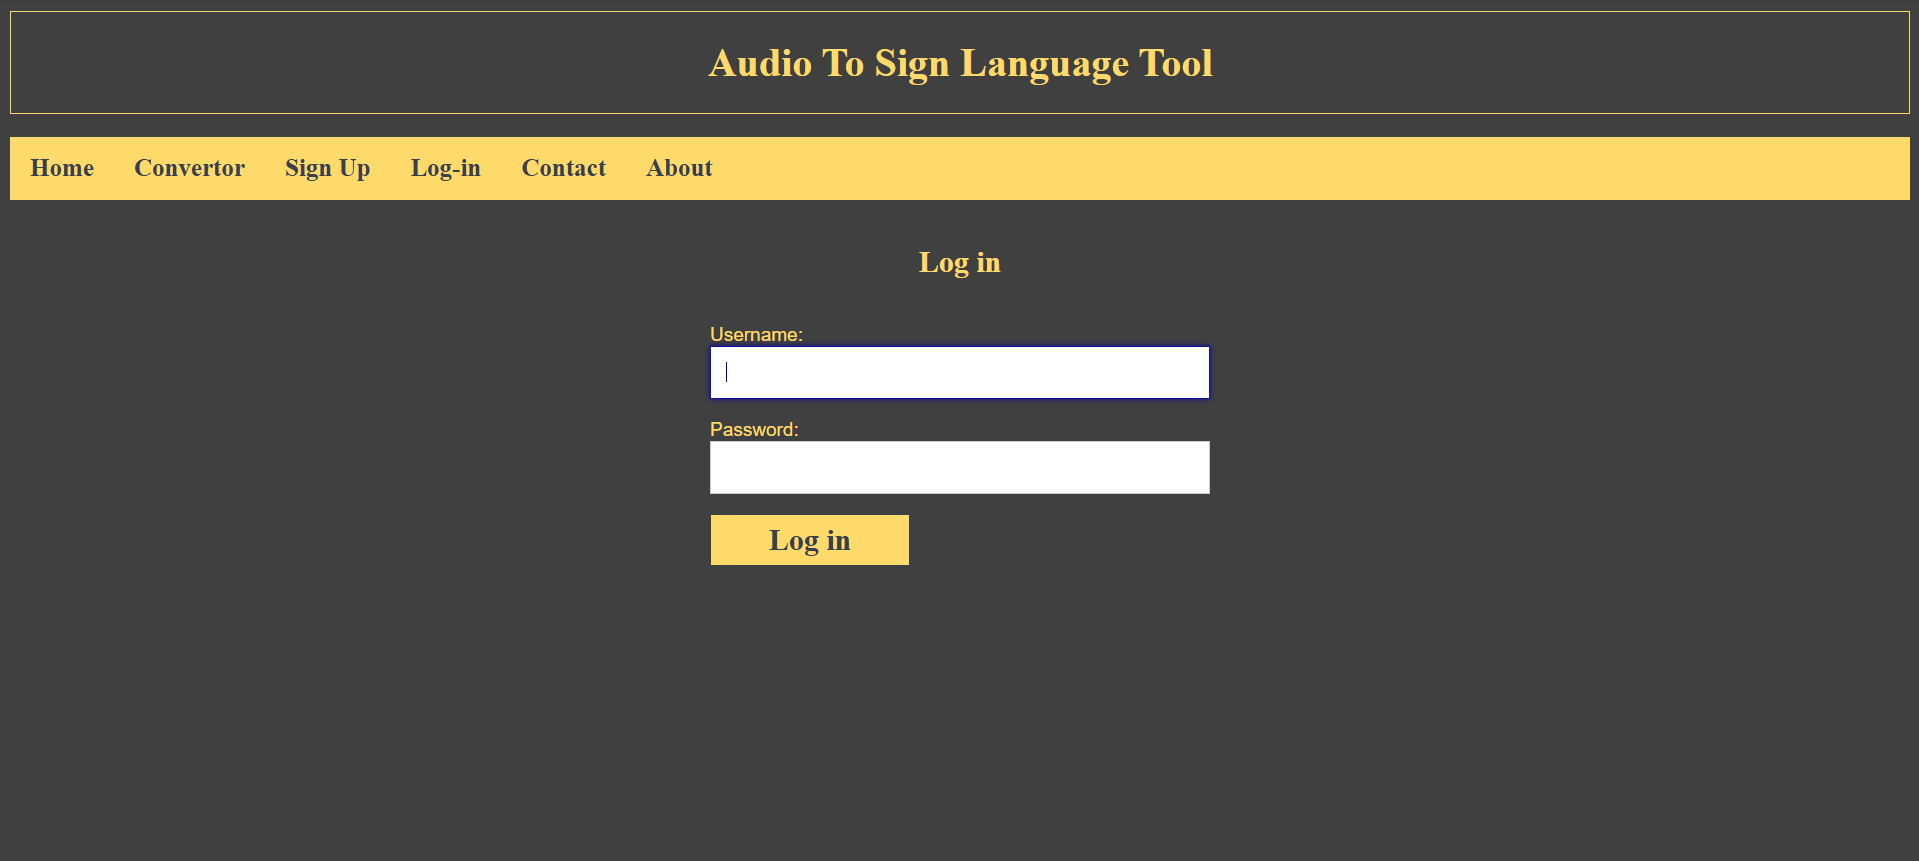 Audio To Sign Language Tool
Home Convertor Sign Up Log-in Contact About
Log in
Username:
Password:
Log in